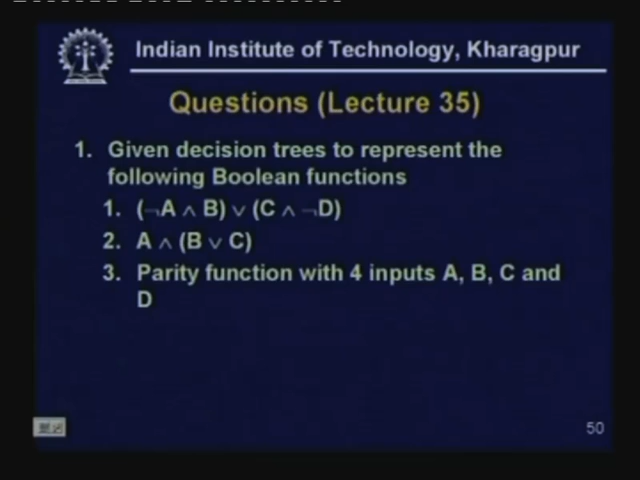 Indian Institute of Technology, Kharagpur
Questions (Lecture 35)
1. Given decision trees to represent the
following Boolean functions
1. (¬A ∧ B) ∨ (C ∧ ¬D)
2. A ∧ (B ∨ C)
3. Parity function with 4 inputs A, B, C and
D
50